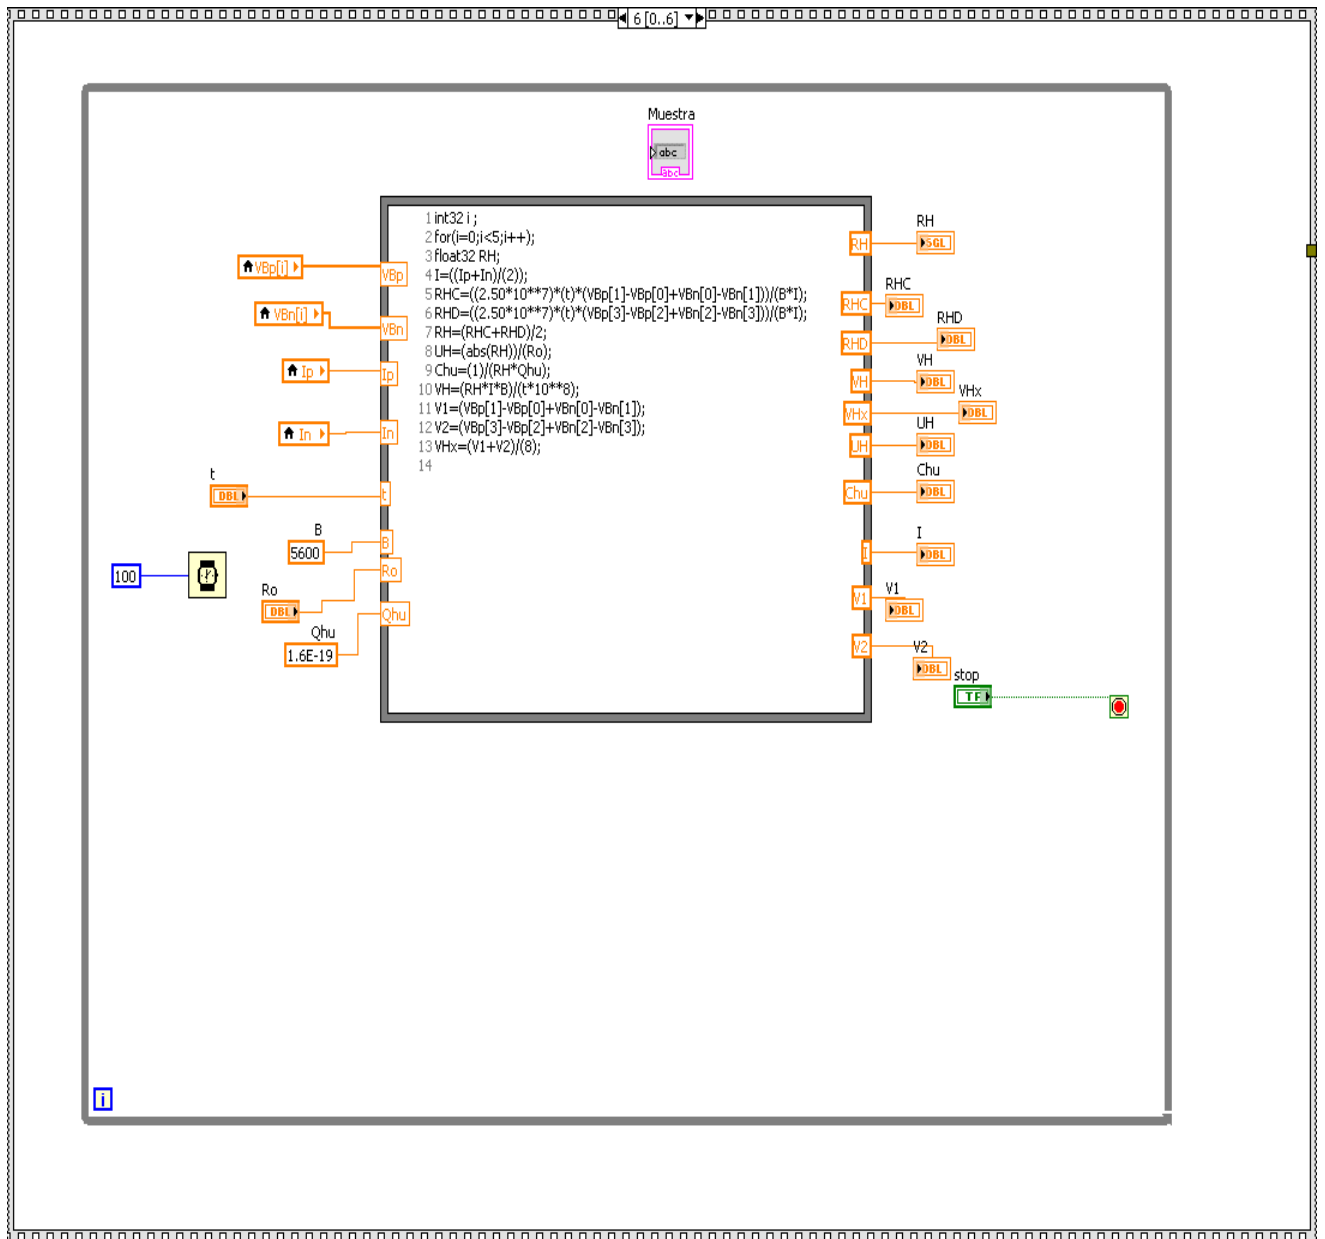 6 [0..6]
Muestra
abc
abc
1 int32 i ;
2 for(i=0;i<5;i++);
3 float32 RH;
4 I=((Ip+In)/(2));
5 RHC=((2.50*10**7)*(t)*(VBp[1]-VBp[0]+VBn[0]-VBn[1]))/(B*I);
6 RHD=((2.50*10**7)*(t)*(VBp[3]-VBp[2]+VBn[2]-VBn[3]))/(B*I);
7 RH=(RHC+RHD)/2;
8 UH=(abs(RH))/(Ro);
9 Chu=(1)/(RH*Qhu);
10 VH=(RH*I*B)/(t*10**8);
11 V1=(VBp[1]-VBp[0]+VBn[0]-VBn[1]);
12 V2=(VBp[3]-VBp[2]+VBn[2]-VBn[3]);
13 VHx=(V1+V2)/(8);
14
VBp[i]
VBp
VBn[i]
VBn
Ip
Ip
In
In
t
DBL
t
B
5600
B
100
Ro
DBL
Ro
Qhu
1.6E-19
Qhu
RH
RH
SGL
RHC
RHC
DBL
RHD
RHD
DBL
VH
VH
DBL
VHx
VHx
DBL
UH
UH
DBL
Chu
Chu
DBL
I
I
DBL
V1
V1
DBL
V2
V2
DBL
stop
TF
i